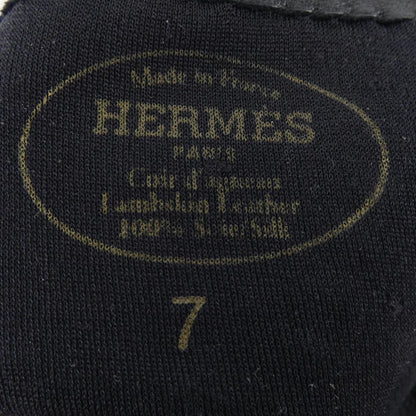 Made in France
HERMÈS
PARIS
Cuir d'agneau
Lambskin Leather
100% Soie/Silk
7